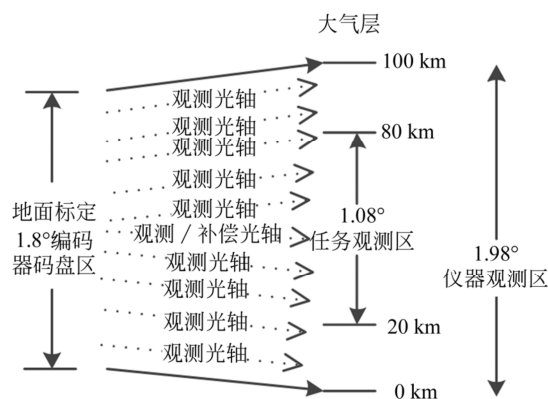 大气层
100 km
观测光轴
观测光轴
80 km
观测光轴
观测光轴
地面标定
1.8°编码
器码盘区
观测光轴
1.08°
任务观测区
观测 / 补偿光轴
1.98°
仪器观测区
观测光轴
观测光轴
观测光轴
20 km
观测光轴
0 km